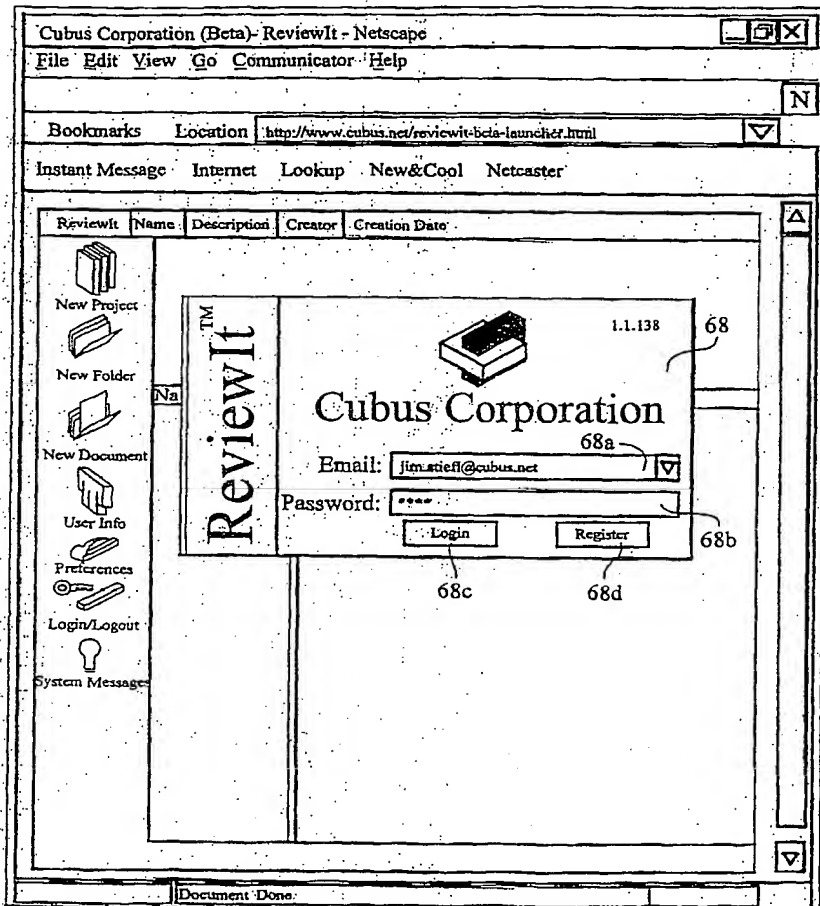 Cubus Corporation (Beta)- ReviewIt - Netscape
File Edit View Go Communicator Help
N
Bookmarks Location http://www.cubus.net/reviewit-beta-launcher.html
Instant Message Internet Lookup New&Cool Netcaster
ReviewIt Name Description Creator Creation Date
New Project
New Folder
New Document
User Info
Preferences
Login/Logout
System Messages
Na
ReviewIt™
1.1.138
68
Cubus Corporation
68a
Email: jim.stiefl@cubus.net
Password: ****
68b
Login Register
68c 68d
Document Done.